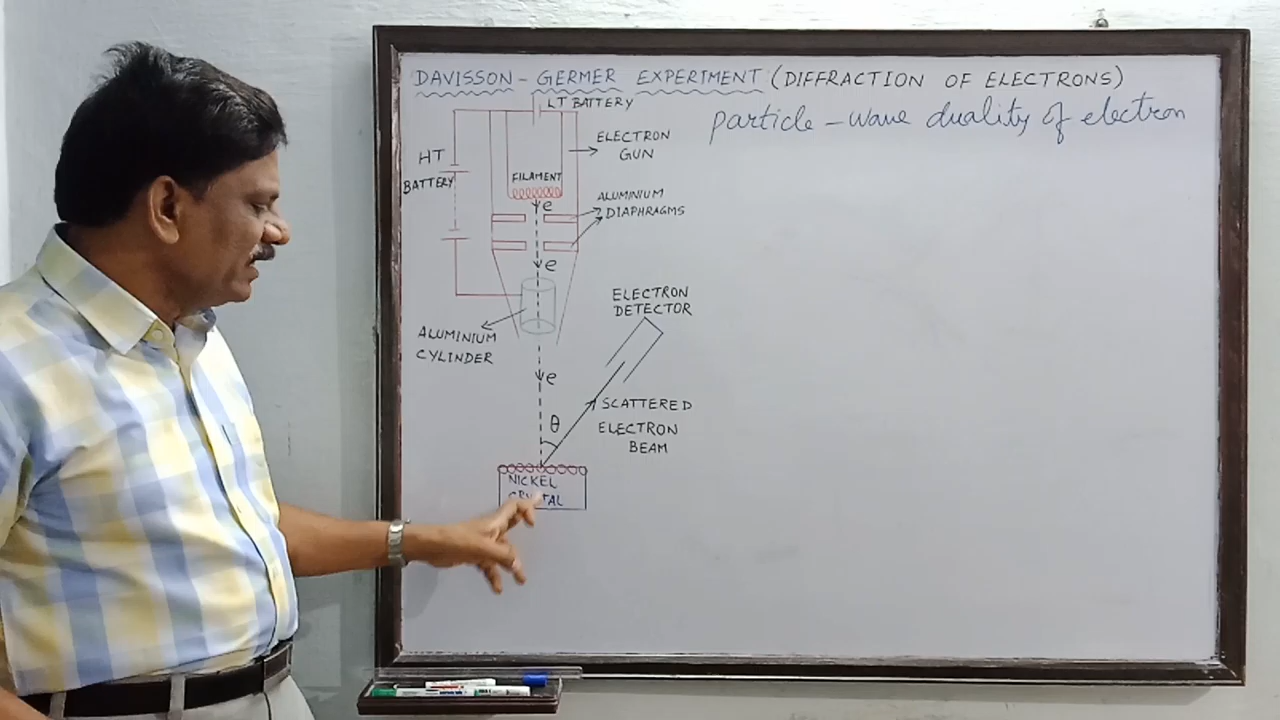 DAVISSON - GERMER EXPERIMENT (DIFFRACTION OF ELECTRONS)
particle - wave duality of electron
LT BATTERY
ELECTRON
GUN
HT
BATTERY
FILAMENT
e
ALUMINIUM
DIAPHRAGMS
e
ELECTRON
DETECTOR
ALUMINIUM
CYLINDER
e
SCATTERED
ELECTRON
BEAM
θ
NICKEL
CRYSTAL